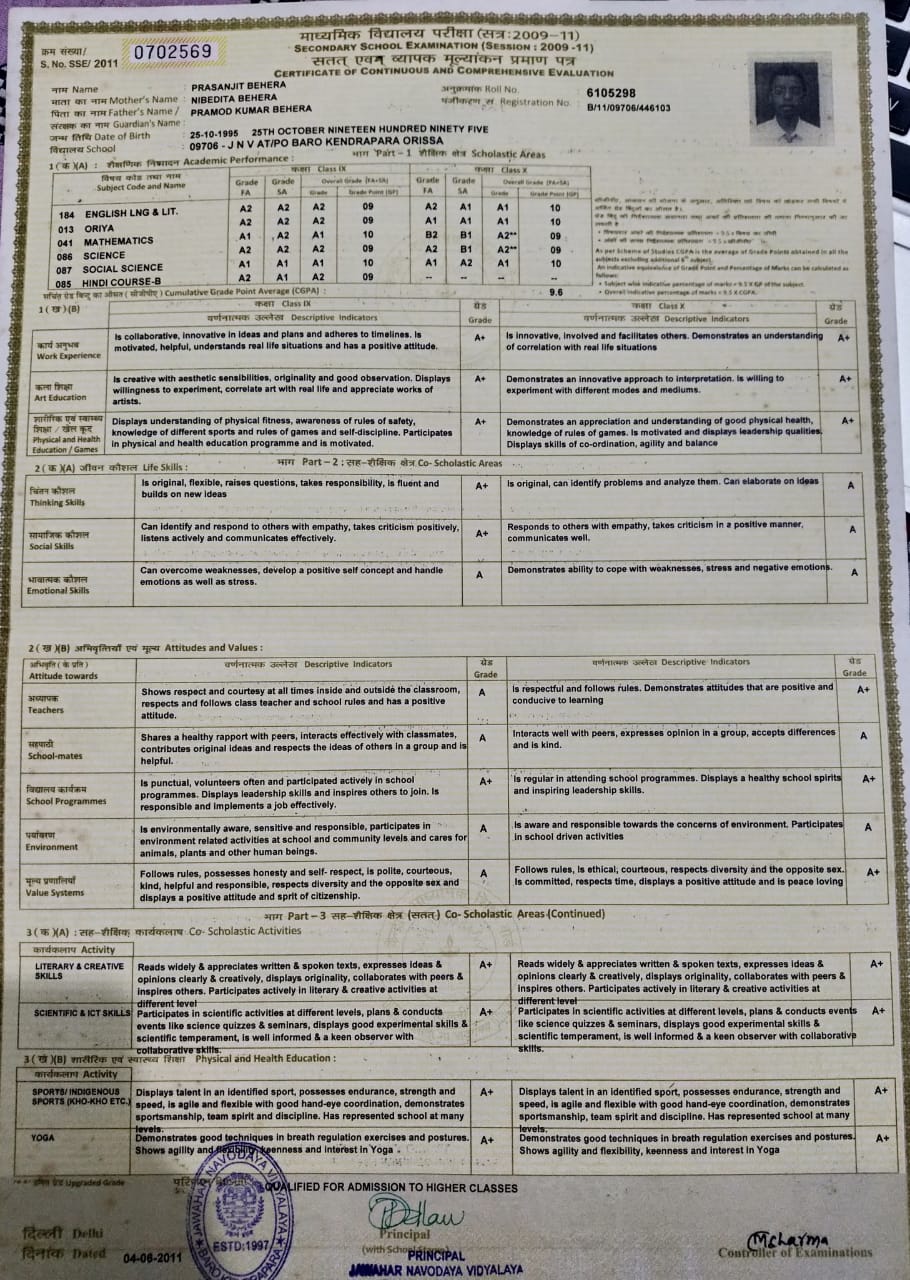 माध्यमिक विद्यालय परीक्षा (सत्र:2009-11)
SECONDARY SCHOOL EXAMINATION (SESSION : 2009 -11)
सतत् एवम् व्यापक मूल्यांकन प्रमाण पत्र
CERTIFICATE OF CONTINUOUS AND COMPREHENSIVE EVALUATION
क्रम संख्या/
S. No. SSE/ 2011 0702569
नाम Name : PRASANJIT BEHERA अनुक्रमांक Roll No. 6105298
माता का नाम Mother's Name : NIBEDITA BEHERA पंजीकरण सं Registration No. B/11/09706/446103
पिता का नाम Father's Name / PRAMOD KUMAR BEHERA
संरक्षक का नाम Guardian's Name :
जन्म तिथि Date of Birth 25-10-1995 25TH OCTOBER NINETEEN HUNDRED NINETY FIVE
विद्यालय School 09706 - J N V AT/PO BARO KENDRAPARA ORISSA
भाग Part-1 शैक्षिक क्षेत्र Scholastic Areas
1 (क )(A) : शैक्षणिक निष्पादन Academic Performance :
विषय कोड तथा नाम कक्षा Class IX कक्षा Class X
Subject Code and Name Grade FA Grade SA Overall Grade (FA+SA) Grade Grade Point (GP) Grade FA Grade SA Overall Grade (FA+SA) Grade Grade Point (GP)
184 ENGLISH LNG & LIT. A2 A2 A2 09 A2 A1 A1 10
013 ORIYA A2 A2 A2 09 A1 A1 A1 10
041 MATHEMATICS A1 A2 A1 10 B2 B1 A2** 09
086 SCIENCE A2 A2 A2 09 A2 B1 A2** 09
087 SOCIAL SCIENCE A1 A1 A1 10 A1 A2 A1 10
085 HINDI COURSE-B A2 A1 A2 09 -- -- -- --
As per Scheme of Studies CGPA is the average of Grade Points obtained in all the
subjects excluding additional 6th subject.
An indicative equivalence of Grade Point and Percentage of Marks can be calculated as
follows:
• Subject wise indicative percentage of marks = 9.5 X GP of the subject.
• Overall indicative percentage of marks = 9.5 X CGPA.
संचित ग्रेड बिन्दु का औसत (सीजीपीए) Cumulative Grade Point Average (CGPA) : 9.6
1 ( ख )(B) कक्षा Class IX ग्रेड कक्षा Class X ग्रेड
वर्णनात्मक उल्लेख Descriptive Indicators Grade वर्णनात्मक उल्लेख Descriptive Indicators Grade
कार्य अनुभव
Work Experience
Is collaborative, innovative in ideas and plans and adheres to timelines. Is
motivated, helpful, understands real life situations and has a positive attitude.
A+
Is innovative, involved and facilitates others. Demonstrates an understanding
of correlation with real life situations
A+
कला शिक्षा
Art Education
Is creative with aesthetic sensibilities, originality and good observation. Displays
willingness to experiment, correlate art with real life and appreciate works of
artists.
A+
Demonstrates an innovative approach to interpretation. Is willing to
experiment with different modes and mediums.
A+
शारीरिक एवं स्वास्थ्य
शिक्षा / खेल कूद
Physical and Health
Education / Games
Displays understanding of physical fitness, awareness of rules of safety,
knowledge of different sports and rules of games and self-discipline. Participates
in physical and health education programme and is motivated.
A+
Demonstrates an appreciation and understanding of good physical health,
knowledge of rules of games. Is motivated and displays leadership qualities.
Displays skills of co-ordination, agility and balance
A+
भाग Part-2 : सह-शैक्षिक क्षेत्र Co- Scholastic Areas
2 ( क )(A) जीवन कौशल Life Skills :
चिंतन कौशल
Thinking Skills
Is original, flexible, raises questions, takes responsibility, is fluent and
builds on new ideas
A+
Is original, can identify problems and analyze them. Can elaborate on ideas
A
सामाजिक कौशल
Social Skills
Can identify and respond to others with empathy, takes criticism positively,
listens actively and communicates effectively.
A+
Responds to others with empathy, takes criticism in a positive manner,
communicates well.
A
भावात्मक कौशल
Emotional Skills
Can overcome weaknesses, develop a positive self concept and handle
emotions as well as stress.
A
Demonstrates ability to cope with weaknesses, stress and negative emotions.
A
2 ( ख )(B) अभिवृत्तियाँ एवं मूल्य Attitudes and Values :
अभिवृति ( के प्रति ) वर्णनात्मक उल्लेख Descriptive Indicators ग्रेड वर्णनात्मक उल्लेख Descriptive Indicators ग्रेड
Attitude towards Grade Grade
अध्यापक
Teachers
Shows respect and courtesy at all times inside and outside the classroom,
respects and follows class teacher and school rules and has a positive
attitude.
A
Is respectful and follows rules. Demonstrates attitudes that are positive and
conducive to learning
A+
सहपाठी
School-mates
Shares a healthy rapport with peers, interacts effectively with classmates,
contributes original ideas and respects the ideas of others in a group and is
helpful.
A
Interacts well with peers, expresses opinion in a group, accepts differences
and is kind.
A
विद्यालय कार्यक्रम
School Programmes
Is punctual, volunteers often and participated actively in school
programmes. Displays leadership skills and inspires others to join. Is
responsible and implements a job effectively.
A+
Is regular in attending school programmes. Displays a healthy school spirits
and inspiring leadership skills.
A+
पर्यावरण
Environment
Is environmentally aware, sensitive and responsible, participates in
environment related activities at school and community levels and cares for
animals, plants and other human beings.
A
Is aware and responsible towards the concerns of environment. Participates
in school driven activities
A
मूल्य प्रणालियाँ
Value Systems
Follows rules, possesses honesty and self- respect, is polite, courteous,
kind, helpful and responsible, respects diversity and the opposite sex and
displays a positive attitude and sprit of citizenship.
A
Follows rules, Is ethical, courteous, respects diversity and the opposite sex.
Is committed, respects time, displays a positive attitude and is peace loving
A+
भाग Part-3 सह-शैक्षिक क्षेत्र (सतत्) Co- Scholastic Areas (Continued)
3 ( क )(A) : सह-शैक्षिक कार्यकलाप Co- Scholastic Activities
कार्यकलाप Activity
LITERARY & CREATIVE
SKILLS
Reads widely & appreciates written & spoken texts, expresses ideas &
opinions clearly & creatively, displays originality, collaborates with peers &
inspires others. Participates actively in literary & creative activities at
different level
A+
Reads widely & appreciates written & spoken texts, expresses ideas &
opinions clearly & creatively, displays originality, collaborates with peers &
inspires others. Participates actively in literary & creative activities at
different level
A+
SCIENTIFIC & ICT SKILLS
Participates in scientific activities at different levels, plans & conducts
events like science quizzes & seminars, displays good experimental skills &
scientific temperament, is well informed & a keen observer with
collaborative skills.
A+
Participates in scientific activities at different levels, plans & conducts events
like science quizzes & seminars, displays good experimental skills &
scientific temperament, is well informed & a keen observer with collaborative
skills.
A+
3 ( ख )(B) शारीरिक एवं स्वास्थ्य शिक्षा Physical and Health Education :
कार्यकलाप Activity
SPORTS/ INDIGENOUS
SPORTS (KHO-KHO ETC.)
Displays talent in an identified sport, possesses endurance, strength and
speed, is agile and flexible with good hand-eye coordination, demonstrates
sportsmanship, team spirit and discipline. Has represented school at many
levels.
A+
Displays talent in an identified sport, possesses endurance, strength and
speed, is agile and flexible with good hand-eye coordination, demonstrates
sportsmanship, team spirit and discipline. Has represented school at many
levels.
A+
YOGA
Demonstrates good techniques in breath regulation exercises and postures.
Shows agility and flexibility, keenness and interest in Yoga
A+
Demonstrates good techniques in breath regulation exercises and postures.
Shows agility and flexibility, keenness and interest in Yoga
A+
Upgraded Grade
QUALIFIED FOR ADMISSION TO HIGHER CLASSES
JAWAHAR NAVODAYA VIDYALAYA
ESTD:1997
दिल्ली Delhi
दिनांक Dated 04-06-2011
Principal
PRINCIPAL
JAWAHAR NAVODAYA VIDYALAYA
MSharma
Controller of Examinations